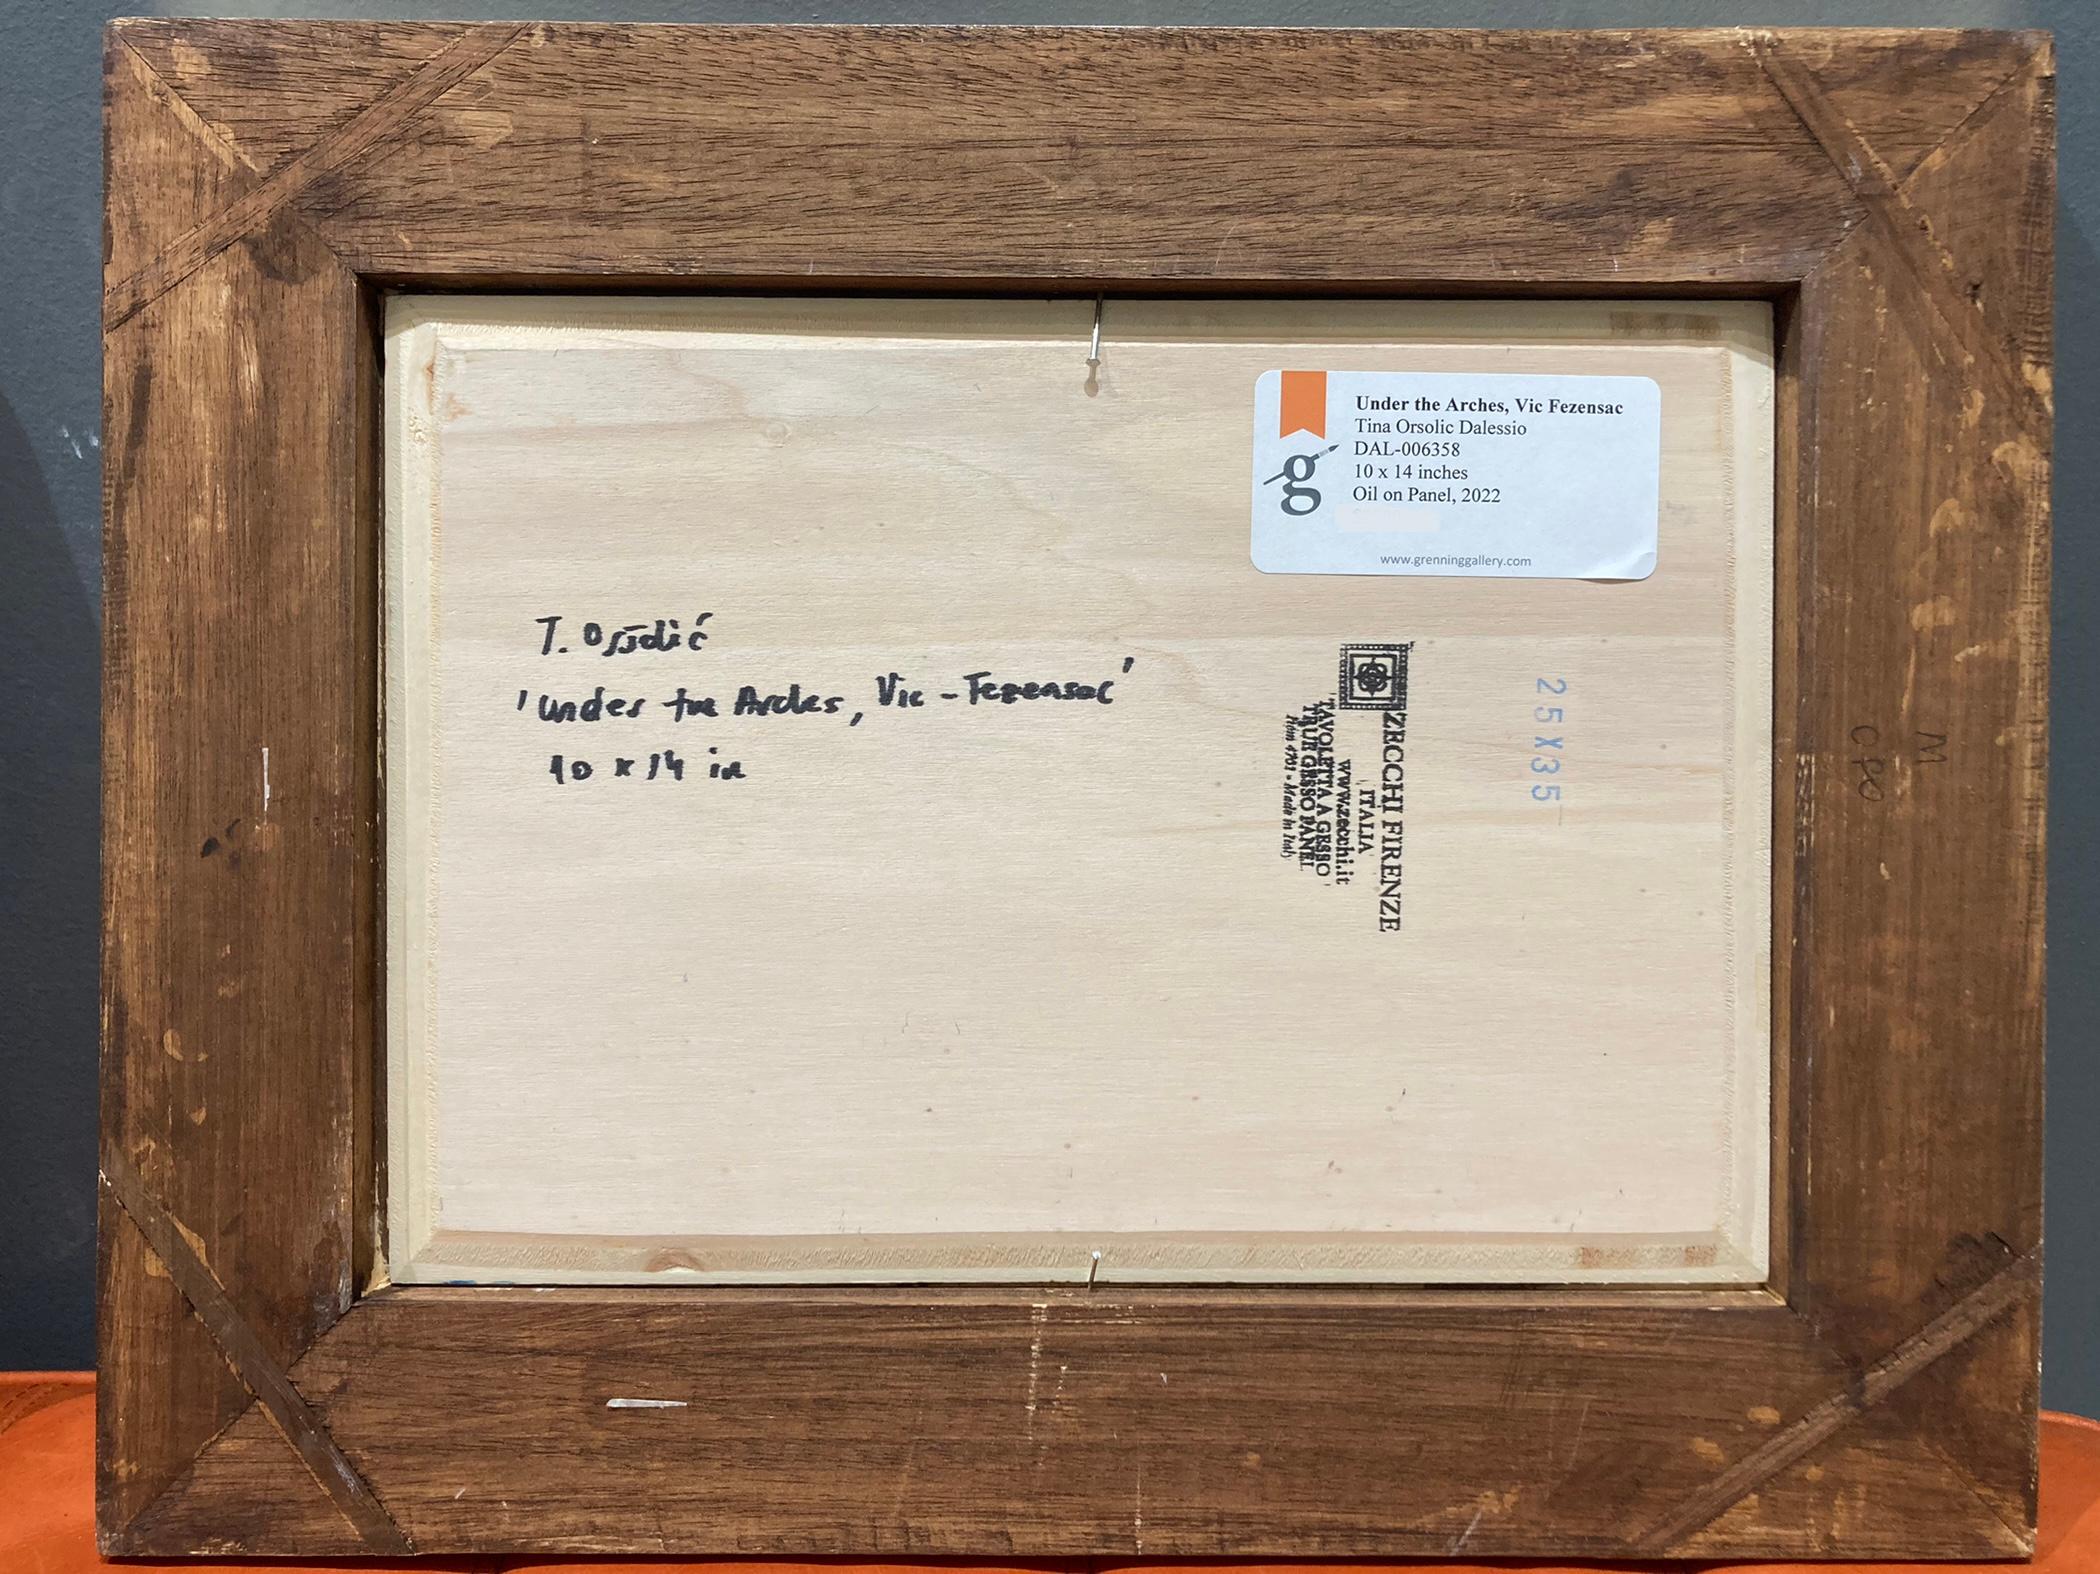 Under the Arches, Vic Fezensac
Tina Orsolic Dalessio
DAL-006358
10 x 14 inches
Oil on Panel, 2022
g
www.grenninggallery.com
T. Orsolić
'Under the Arches, Vic-Fezensac'
10 x 14 in
ZECCHI FIRENZE
ITALIA
www.zecchi.it
"TAVOLETTA A GESSO"
TRUE GESSO PANEL
Made in Italy
25X35
M